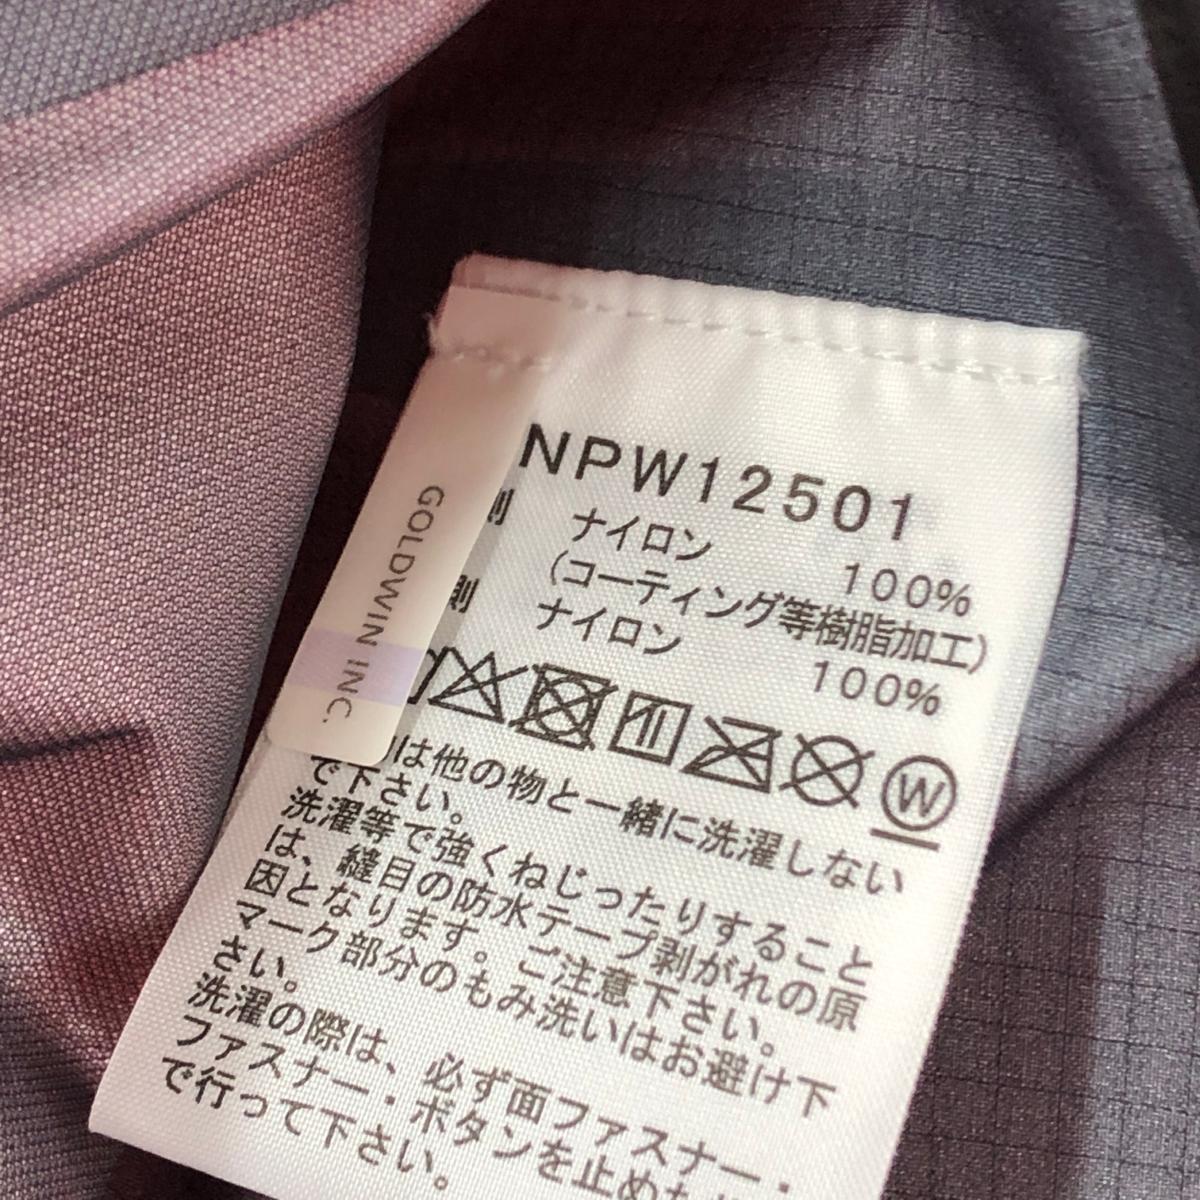 NPW12501
側 ナイロン 100%
(コーティング等樹脂加工)
側 ナイロン 100%
W
GOLDWIN INC.
は他の物と一緒に洗濯しない
で下さい。
洗濯等で強くねじったりすること
は、縫目の防水テープ剥がれの原
因となります。ご注意下さい。
マーク部分のもみ洗いはお避け下
さい。
洗濯の際は、必ず面ファスナー・
ファスナー・ボタンを止めた
で行って下さい。